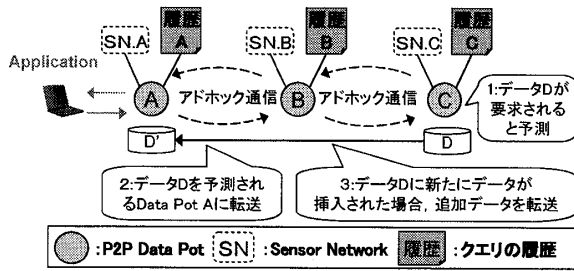 履歴 A
履歴 B
履歴 C
SN.A
SN.B
SN.C
Application
A
アドホック通信
B
アドホック通信
C
1:データDが
要求される
と予測
D'
D
2:データDを予測され
るData Pot Aに転送
3:データDに新たにデータが
挿入された場合, 追加データを転送
:P2P Data Pot
SN :Sensor Network
履歴 :クエリの履歴